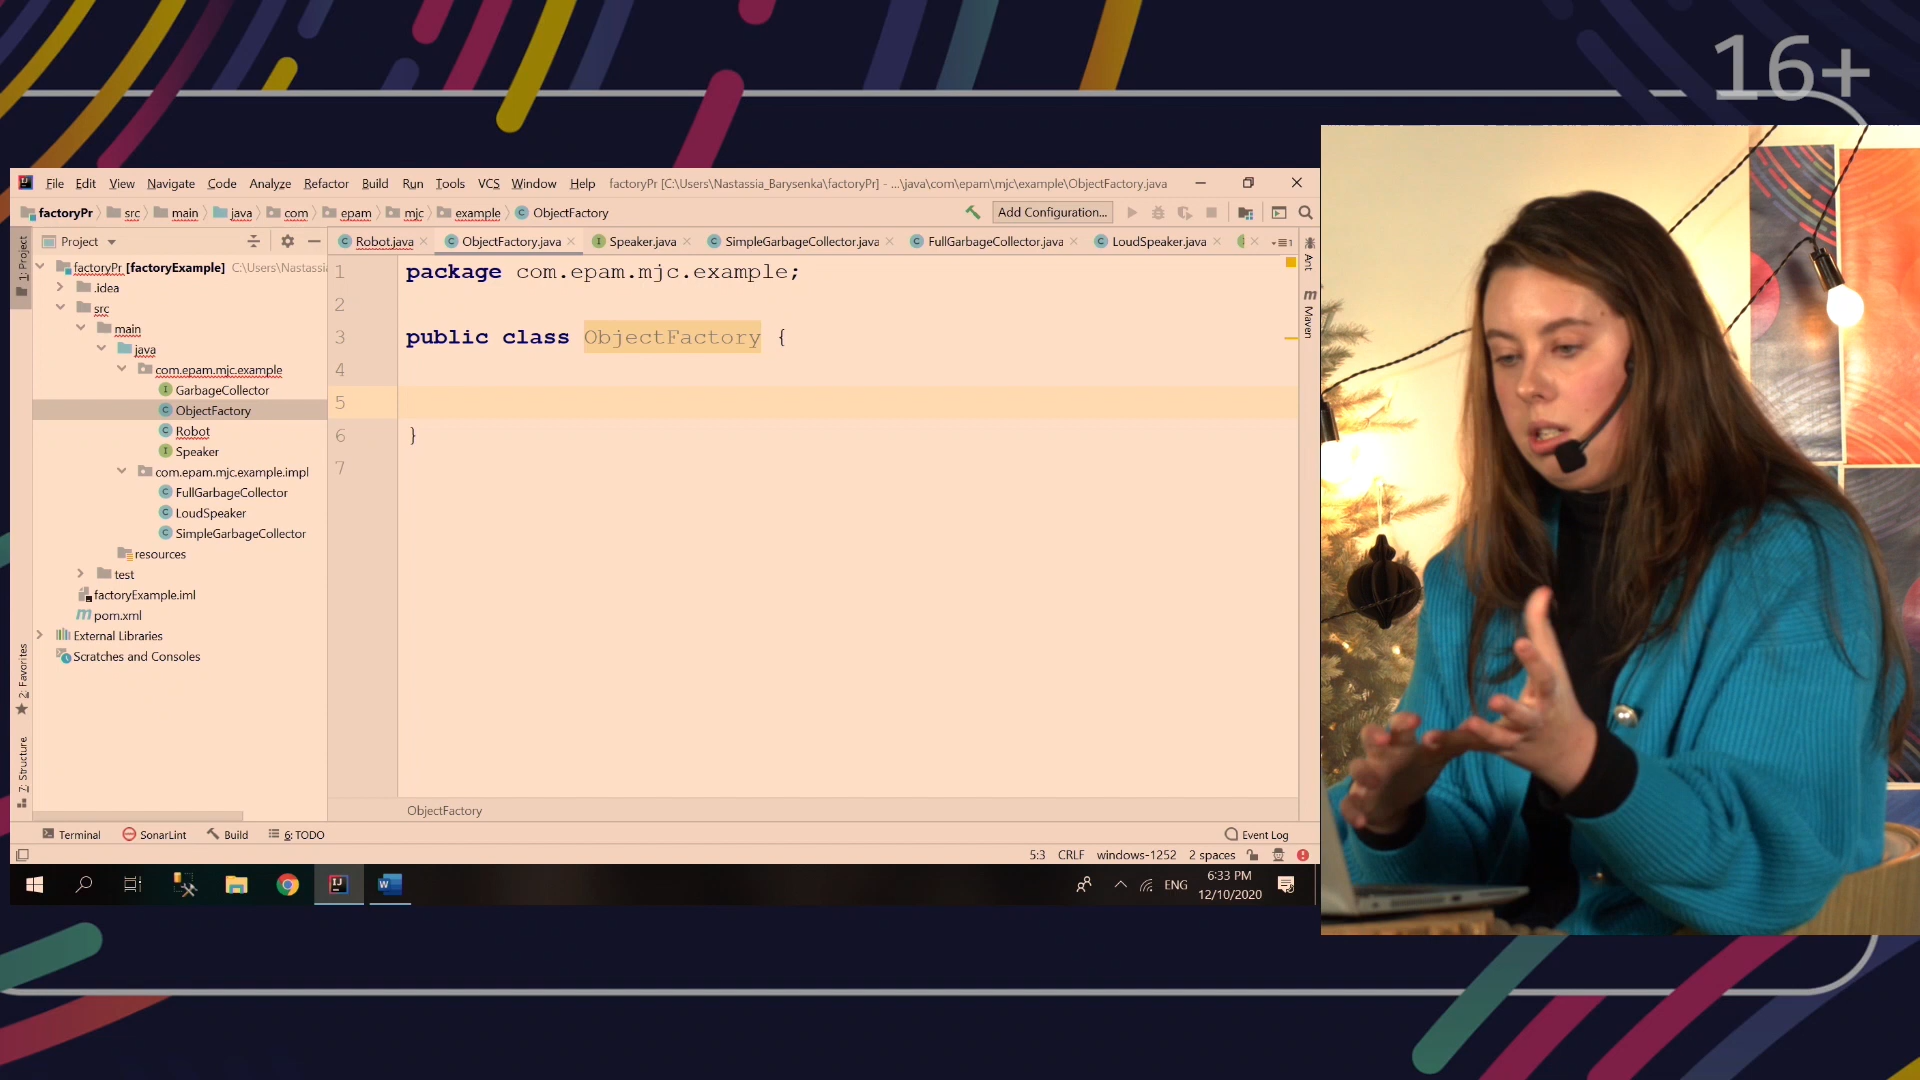 16+
File Edit View Navigate Code Analyze Refactor Build Run Tools VCS Window Help factoryPr [C:\Users\Nastassia_Barysenka\factoryPr] - ...\java\com\epam\mjc\example\ObjectFactory.java
factoryPr src main java com epam mjc example ObjectFactory Add Configuration...
Project
Robot.java ObjectFactory.java Speaker.java SimpleGarbageCollector.java FullGarbageCollector.java LoudSpeaker.java
1: Project
factoryPr [factoryExample] C:\Users\Nastassi
.idea
src
main
java
com.epam.mjc.example
GarbageCollector
ObjectFactory
Robot
Speaker
com.epam.mjc.example.impl
FullGarbageCollector
LoudSpeaker
SimpleGarbageCollector
resources
test
factoryExample.iml
pom.xml
External Libraries
Scratches and Consoles
2: Favorites
7: Structure
1 package com.epam.mjc.example;
2
3 public class ObjectFactory {
4
5
6 }
7
Ant
Maven
ObjectFactory
Terminal SonarLint Build 6: TODO Event Log
5:3 CRLF windows-1252 2 spaces
ENG
6:33 PM
12/10/2020